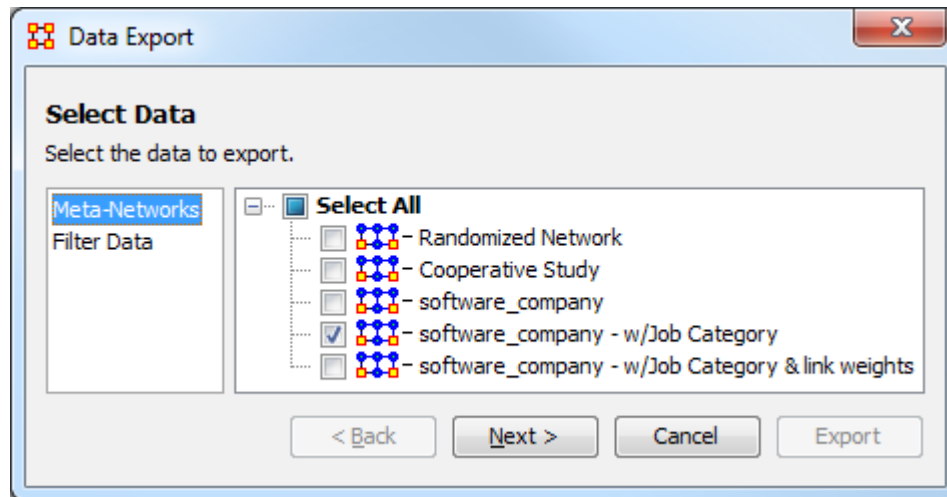 Data Export
Select Data
Select the data to export.
Meta-Networks
Filter Data
Select All
Randomized Network
Cooperative Study
software_company
software_company - w/Job Category
software_company - w/Job Category & link weights
< Back Next > Cancel Export